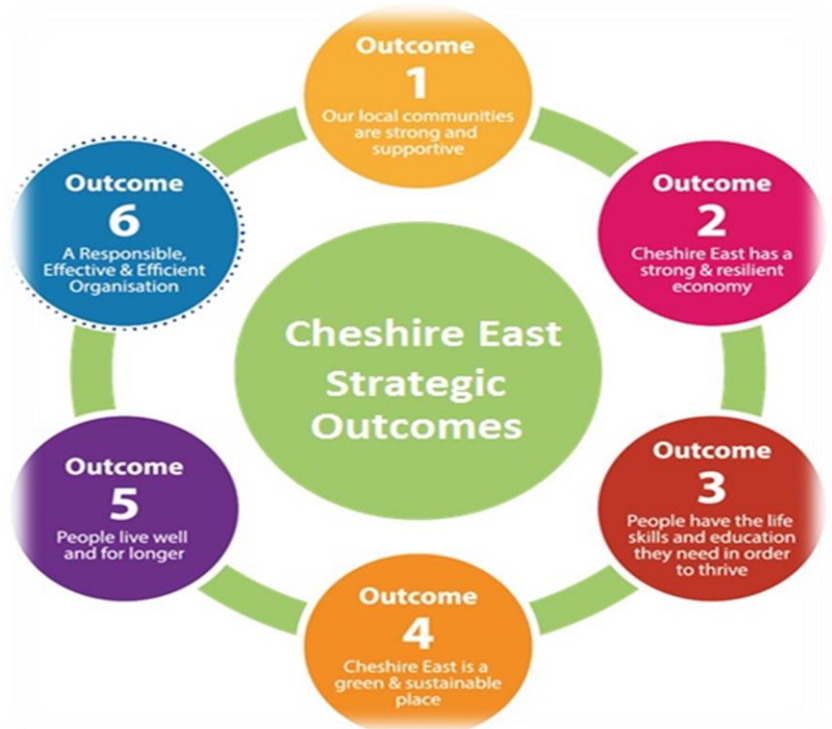 Outcome
1
Our local communities
are strong and
supportive
Outcome
2
Cheshire East has a
strong & resilient
economy
Outcome
3
People have the life
skills and education
they need in order
to thrive
Outcome
4
Cheshire East is a
green & sustainable
place
Outcome
5
People live well
and for longer
Outcome
6
A Responsible,
Effective & Efficient
Organisation
Cheshire East
Strategic
Outcomes